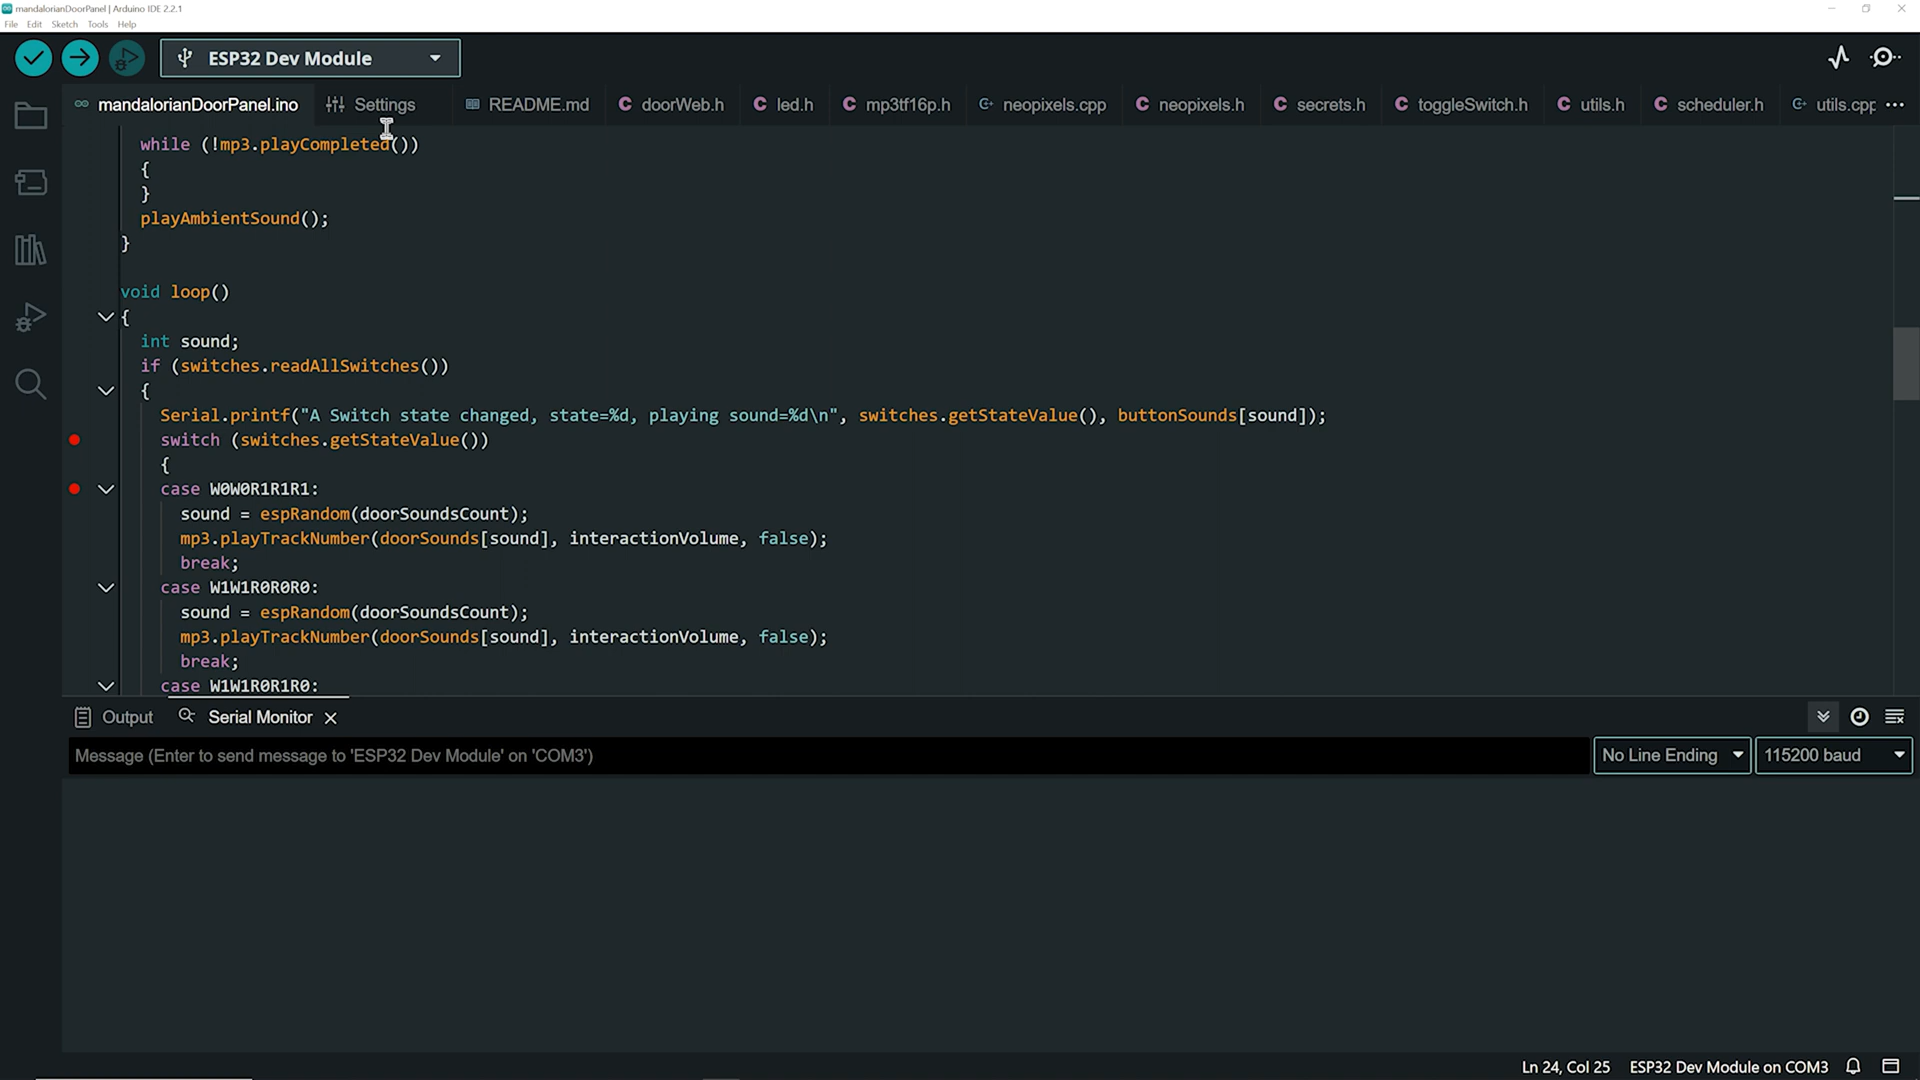 mandalorianDoorPanel | Arduino IDE 2.2.1
File Edit Sketch Tools Help
ESP32 Dev Module
mandalorianDoorPanel.ino Settings README.md doorWeb.h led.h mp3tf16p.h neopixels.cpp neopixels.h secrets.h toggleSwitch.h utils.h scheduler.h utils.cpp ...
while (!mp3.playCompleted())
{
}
playAmbientSound();
}
void loop()
{
int sound;
if (switches.readAllSwitches())
{
Serial.printf("A Switch state changed, state=%d, playing sound=%d\n", switches.getStateValue(), buttonSounds[sound]);
switch (switches.getStateValue())
{
case W0W0R1R1R1:
sound = espRandom(doorSoundsCount);
mp3.playTrackNumber(doorSounds[sound], interactionVolume, false);
break;
case W1W1R0R0R0:
sound = espRandom(doorSoundsCount);
mp3.playTrackNumber(doorSounds[sound], interactionVolume, false);
break;
case W1W1R0R1R0:
Output Serial Monitor
Message (Enter to send message to 'ESP32 Dev Module' on 'COM3') No Line Ending 115200 baud
Ln 24, Col 25 ESP32 Dev Module on COM3